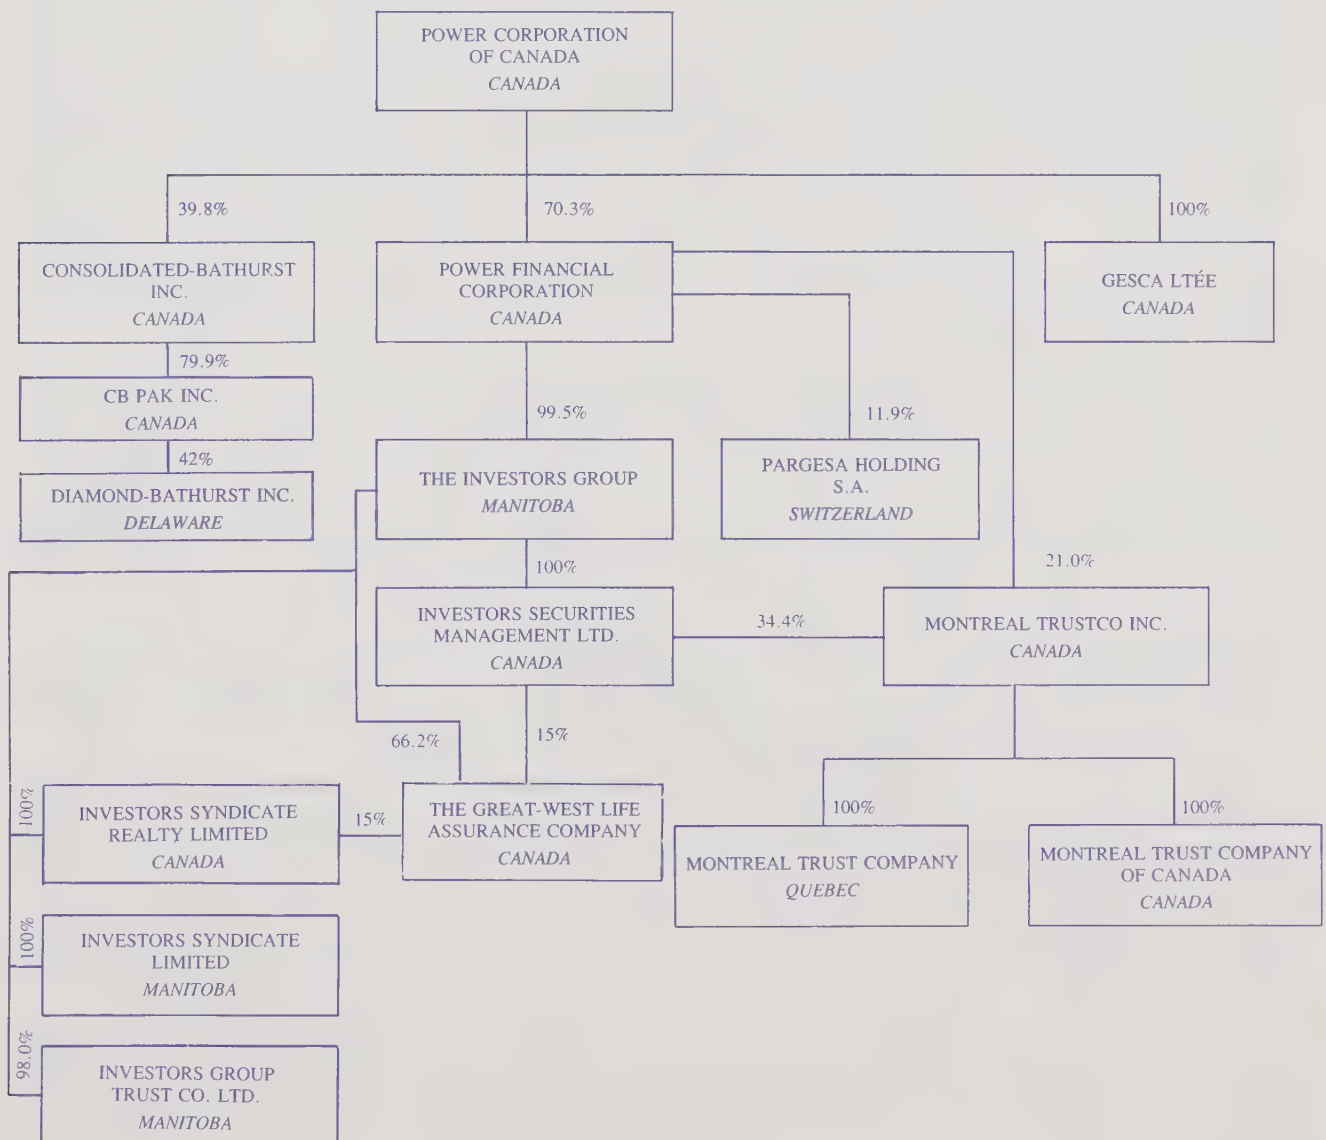 POWER CORPORATION
OF CANADA
CANADA
39.8%
70.3%
100%
CONSOLIDATED-BATHURST
INC.
CANADA
POWER FINANCIAL
CORPORATION
CANADA
GESCA LTÉE
CANADA
79.9%
CB PAK INC.
CANADA
99.5%
11.9%
42%
DIAMOND-BATHURST INC.
DELAWARE
THE INVESTORS GROUP
MANITOBA
PARGESA HOLDING
S.A.
SWITZERLAND
100%
21.0%
INVESTORS SECURITIES
MANAGEMENT LTD.
CANADA
34.4%
MONTREAL TRUSTCO INC.
CANADA
66.2%
15%
100%
INVESTORS SYNDICATE
REALTY LIMITED
CANADA
15%
THE GREAT-WEST LIFE
ASSURANCE COMPANY
CANADA
100%
100%
MONTREAL TRUST COMPANY
QUEBEC
MONTREAL TRUST COMPANY
OF CANADA
CANADA
100%
INVESTORS SYNDICATE
LIMITED
MANITOBA
98.0%
INVESTORS GROUP
TRUST CO. LTD.
MANITOBA